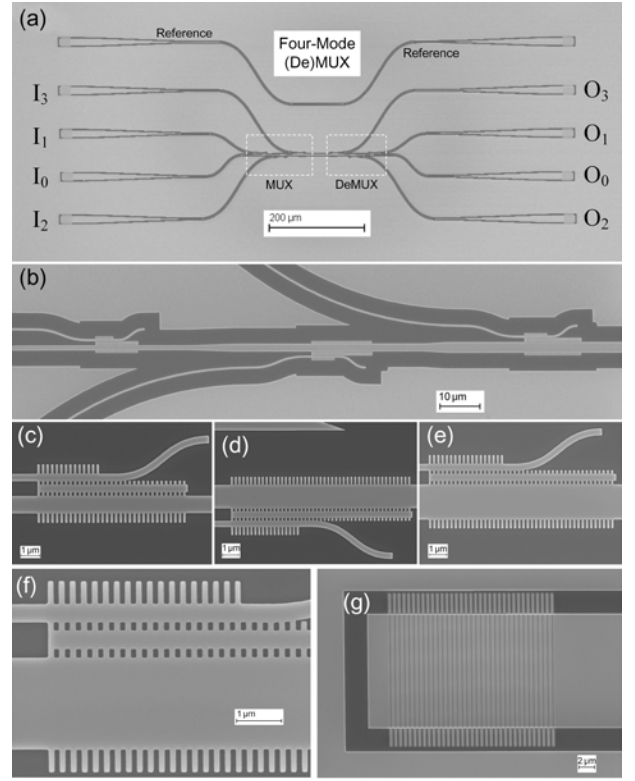 (a)
Reference
Four-Mode
(De)MUX
Reference
I3
O3
I1
O1
I0
MUX
DeMUX
O0
I2
200 µm
O2
(b)
10 µm
(c)
1 µm
(d)
1 µm
(e)
1 µm
(f)
1 µm
(g)
2 µm